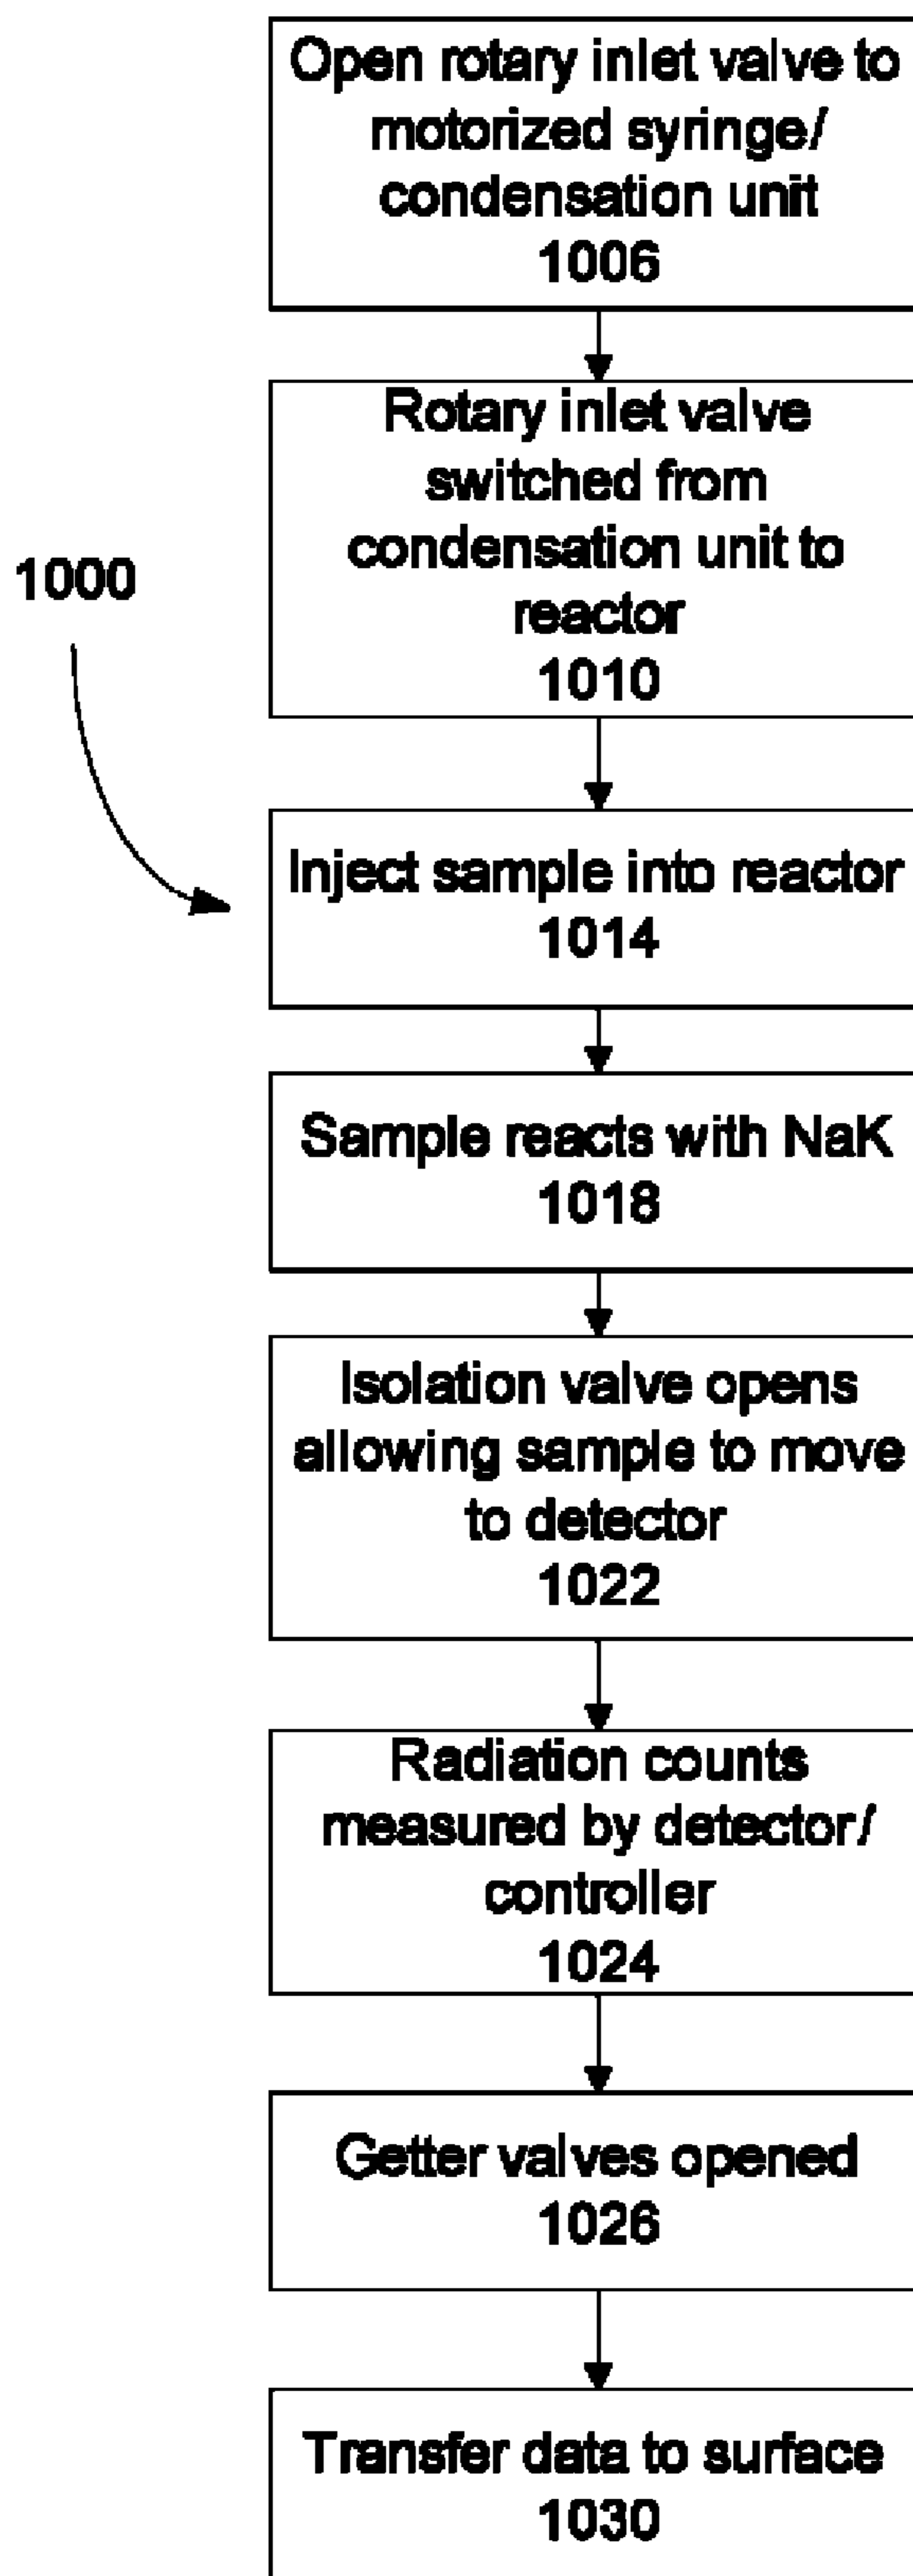 Open rotary inlet valve to
motorized syringe/
condensation unit
1006
Rotary inlet valve
switched from
condensation unit to
reactor
1010
1000
Inject sample into reactor
1014
Sample reacts with NaK
1018
Isolation valve opens
allowing sample to move
to detector
1022
Radiation counts
measured by detector/
controller
1024
Getter valves opened
1026
Transfer data to surface
1030